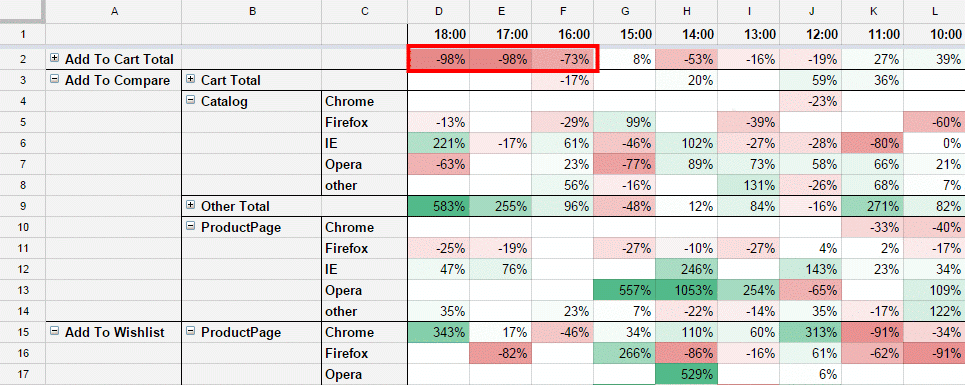 A B C D E F G H I J K L
1 18:00 17:00 16:00 15:00 14:00 13:00 12:00 11:00 10:00
2 Add To Cart Total -98% -98% -73% 8% -53% -16% -19% 27% 39%
3 Add To Compare Cart Total -17% 20% 59% 36%
4 Catalog Chrome -23%
5 Firefox -13% -29% 99% -39% -60%
6 IE 221% -17% 61% -46% 102% -27% -28% -80% 0%
7 Opera -63% 23% -77% 89% 73% 58% 66% 21%
8 other 56% -16% 131% -26% 68% 7%
9 Other Total 583% 255% 96% -48% 12% 84% -16% 271% 82%
10 ProductPage Chrome -33% -40%
11 Firefox -25% -19% -27% -10% -27% 4% 2% -17%
12 IE 47% 76% 246% 143% 23% 34%
13 Opera 557% 1053% 254% -65% 109%
14 other 35% 23% 7% -22% -14% 35% -17% 122%
15 Add To Wishlist ProductPage Chrome 343% 17% -46% 34% 110% 60% 313% -91% -34%
16 Firefox -82% 266% -86% -16% 61% -62% -91%
17 Opera 529% 6%